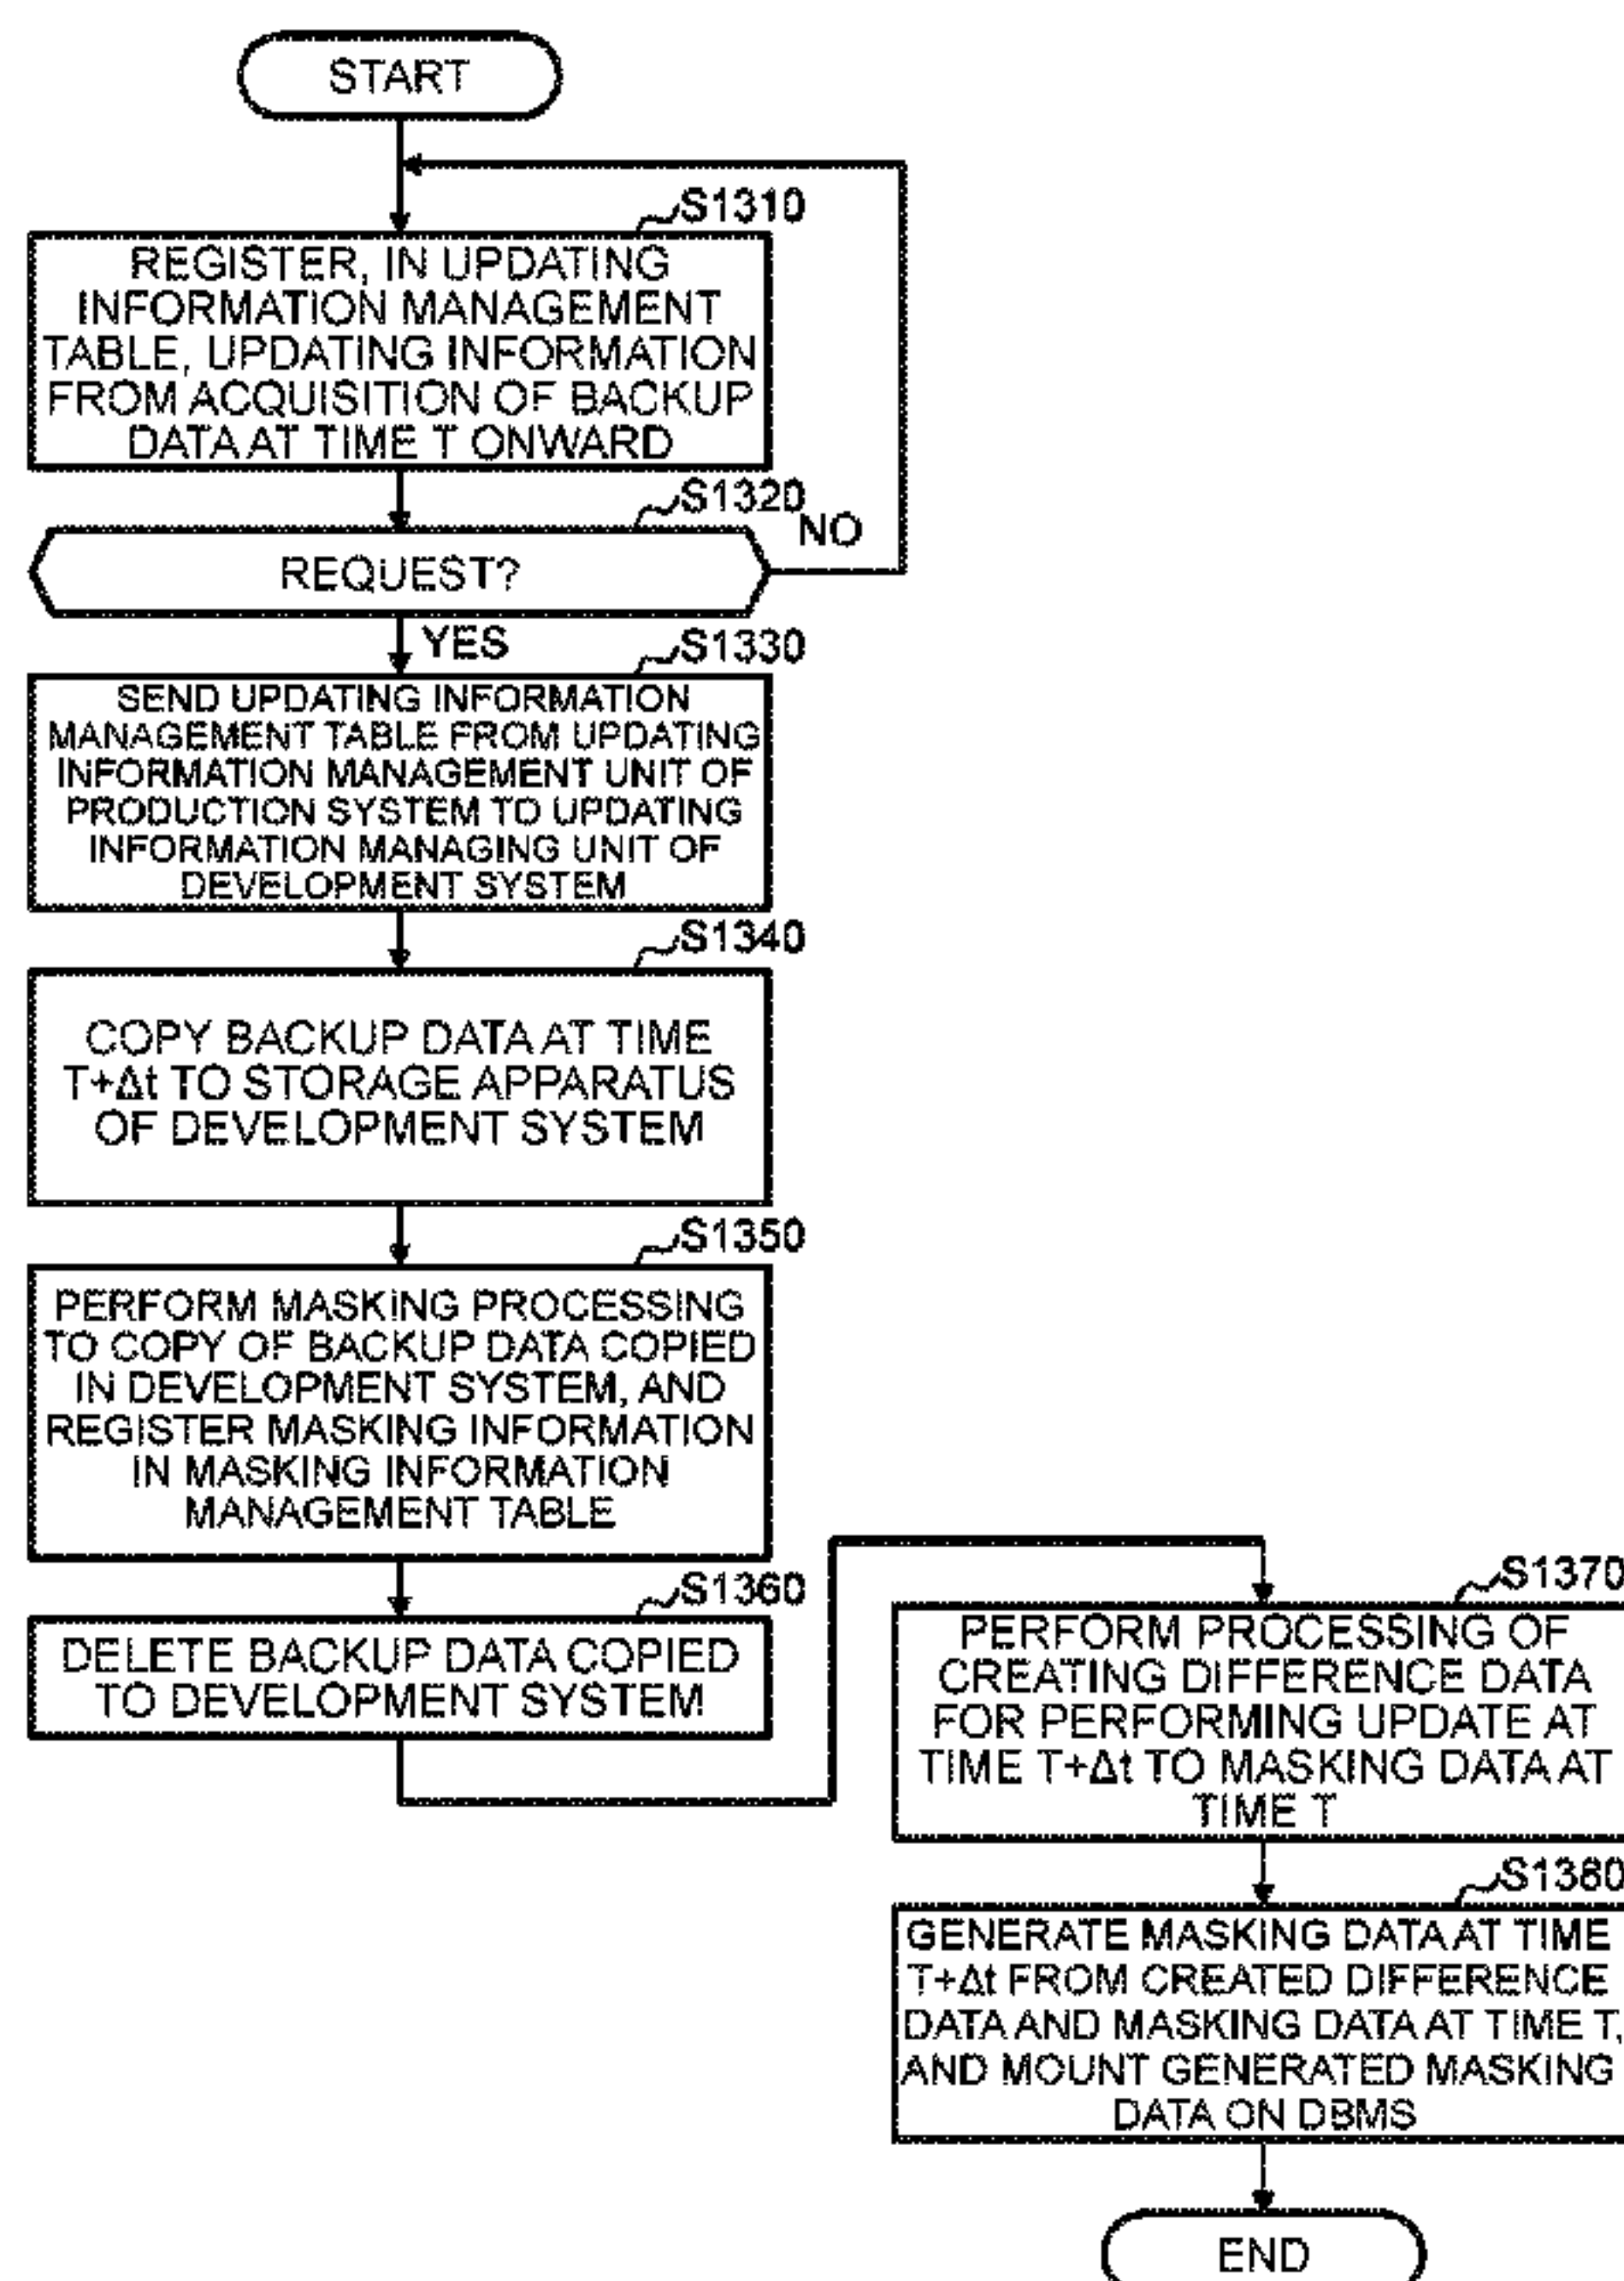 START
S1310
REGISTER, IN UPDATING
INFORMATION MANAGEMENT
TABLE, UPDATING INFORMATION
FROM ACQUISITION OF BACKUP
DATA AT TIME T ONWARD
S1320
REQUEST?
NO
YES
S1330
SEND UPDATING INFORMATION
MANAGEMENT TABLE FROM UPDATING
INFORMATION MANAGEMENT UNIT OF
PRODUCTION SYSTEM TO UPDATING
INFORMATION MANAGING UNIT OF
DEVELOPMENT SYSTEM
S1340
COPY BACKUP DATA AT TIME
T+Δt TO STORAGE APPARATUS
OF DEVELOPMENT SYSTEM
S1350
PERFORM MASKING PROCESSING
TO COPY OF BACKUP DATA COPIED
IN DEVELOPMENT SYSTEM, AND
REGISTER MASKING INFORMATION
IN MASKING INFORMATION
MANAGEMENT TABLE
S1360
DELETE BACKUP DATA COPIED
TO DEVELOPMENT SYSTEM
S1370
PERFORM PROCESSING OF
CREATING DIFFERENCE DATA
FOR PERFORMING UPDATE AT
TIME T+Δt TO MASKING DATA AT
TIME T
S1380
GENERATE MASKING DATA AT TIME
T+Δt FROM CREATED DIFFERENCE
DATA AND MASKING DATA AT TIME T,
AND MOUNT GENERATED MASKING
DATA ON DBMS
END